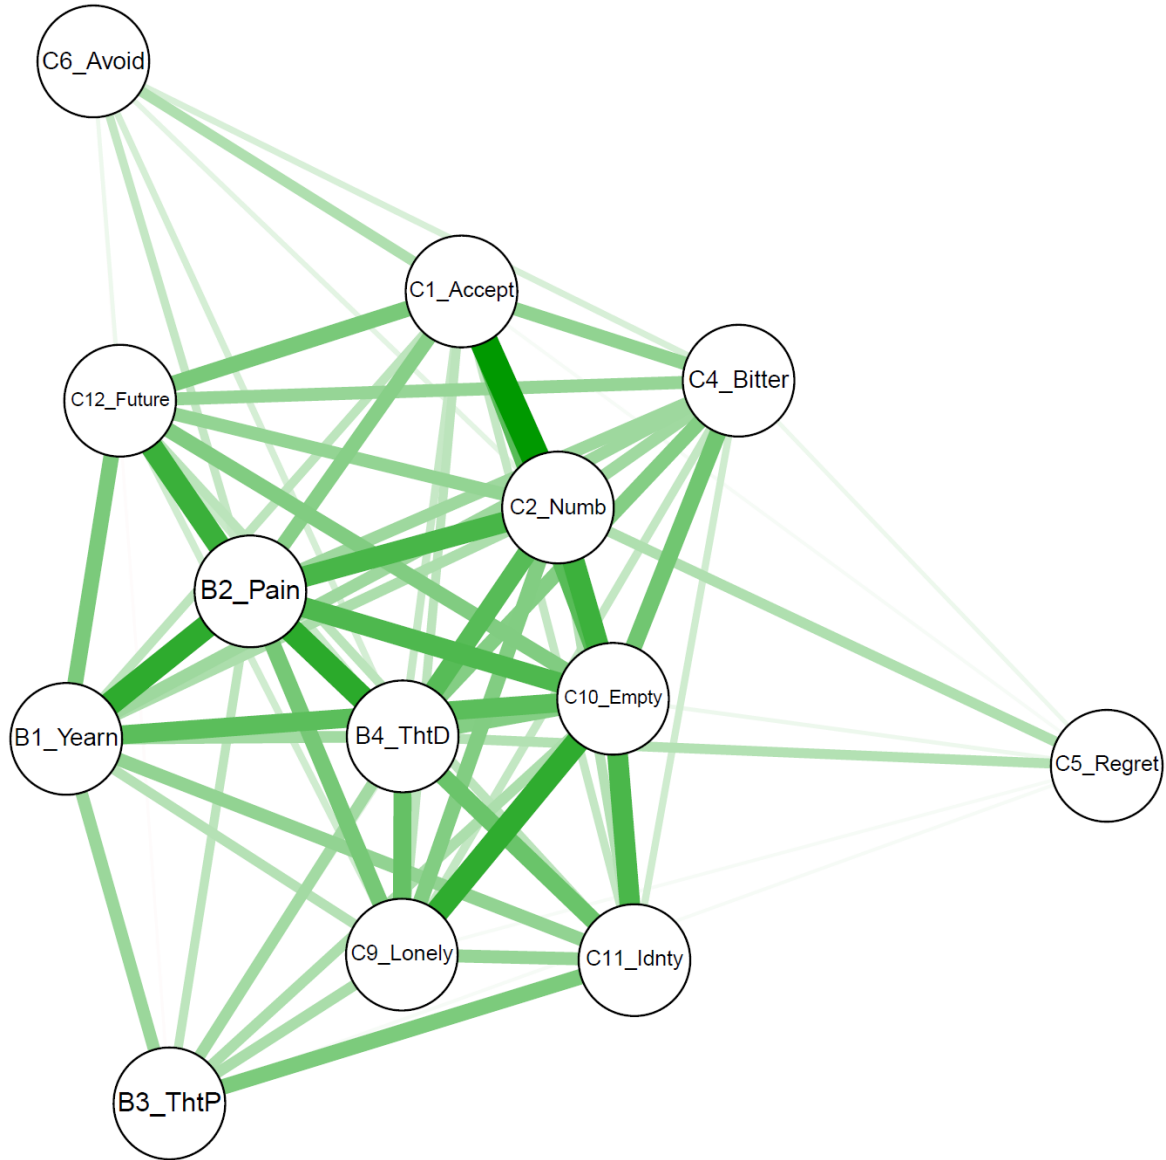 C6_Avoid
C1_Accept
C4_Bitter
C12_Future
C2_Numb
B2_Pain
C10_Empty
B1_Yearn
B4_ThtD
C5_Regret
C9_Lonely
C11_Idnty
B3_ThtP